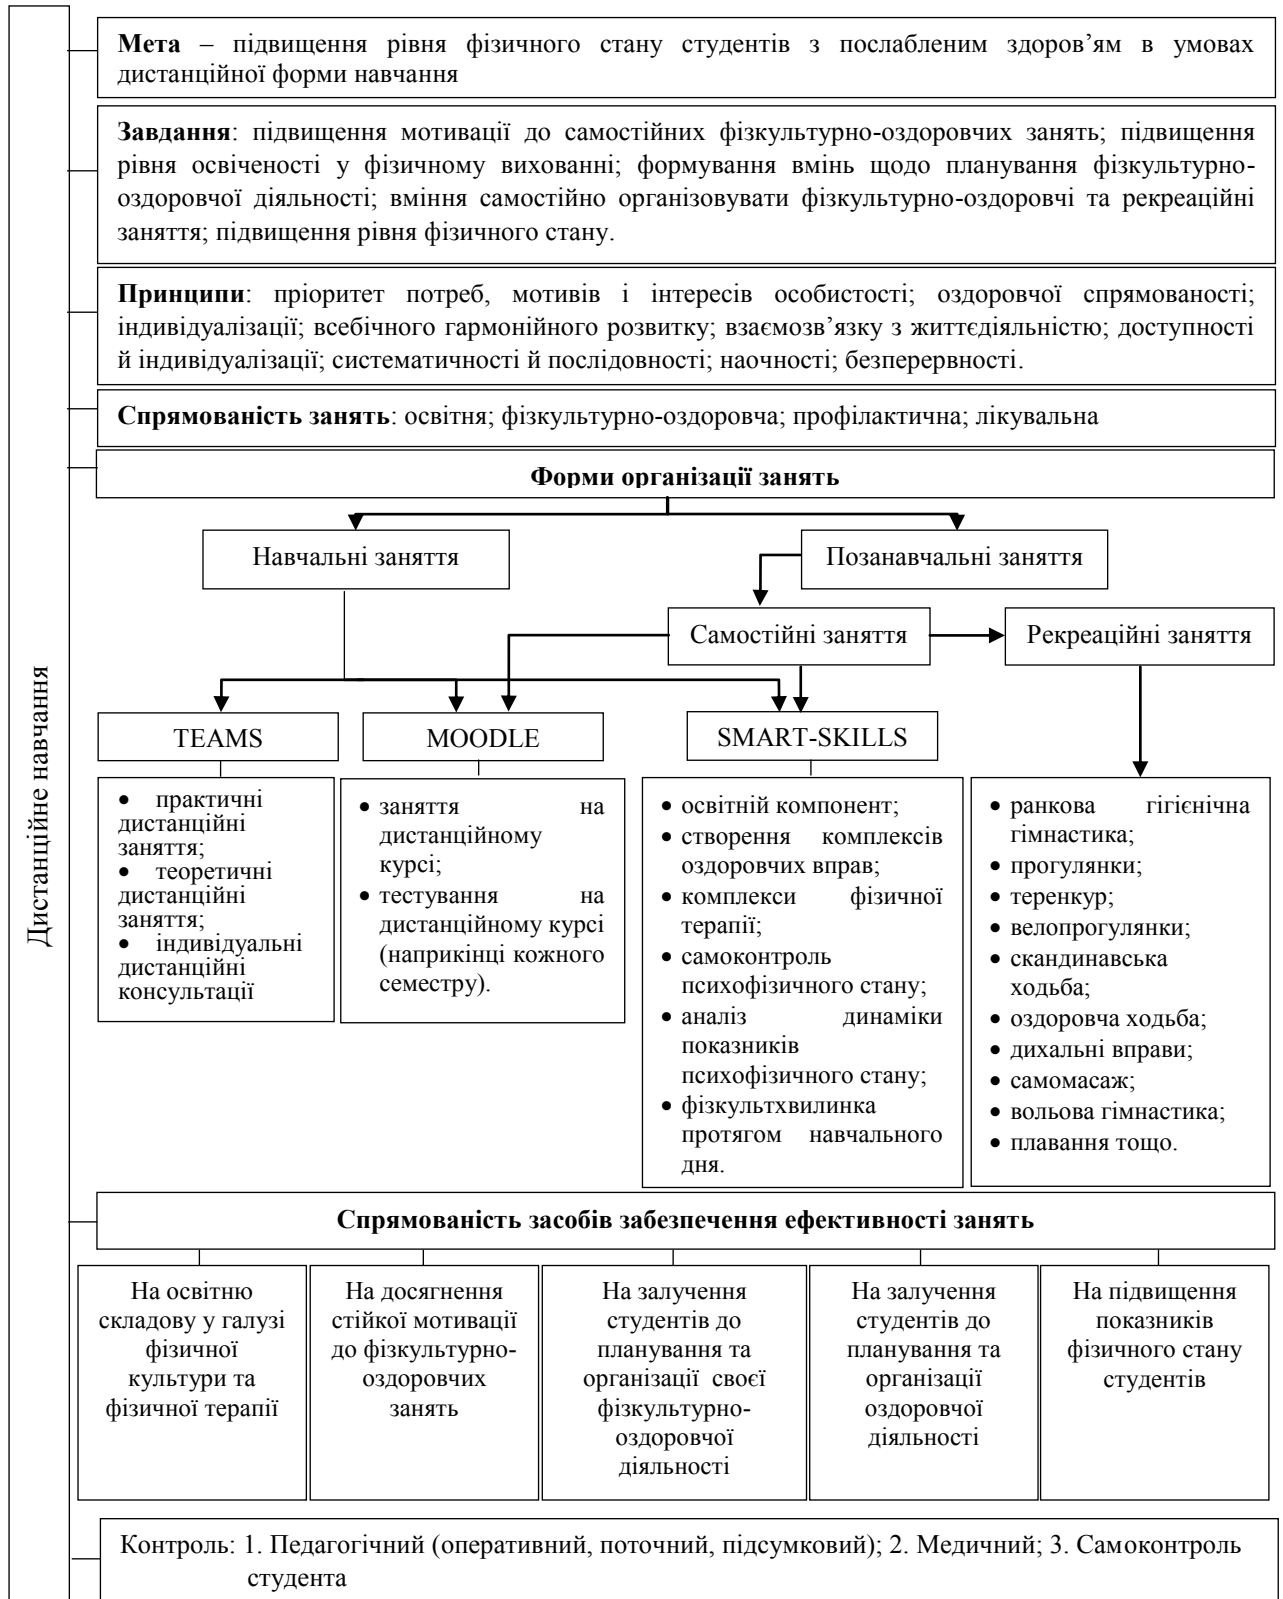 Дистанційне навчання
Мета – підвищення рівня фізичного стану студентів з послабленим здоров’ям в умовах
дистанційної форми навчання
Завдання: підвищення мотивації до самостійних фізкультурно-оздоровчих занять; підвищення
рівня освіченості у фізичному вихованні; формування вмінь щодо планування фізкультурно-
оздоровчої діяльності; вміння самостійно організовувати фізкультурно-оздоровчі та рекреаційні
заняття; підвищення рівня фізичного стану.
Принципи: пріоритет потреб, мотивів і інтересів особистості; оздоровчої спрямованості;
індивідуалізації; всебічного гармонійного розвитку; взаємозв’язку з життєдіяльністю; доступності
й індивідуалізації; систематичності й послідовності; наочності; безперервності.
Спрямованість занять: освітня; фізкультурно-оздоровча; профілактична; лікувальна
Форми організації занять
Навчальні заняття
Позанавчальні заняття
Самостійні заняття
Рекреаційні заняття
TEAMS
MOODLE
SMART-SKILLS
• практичні
дистанційні
заняття;
• теоретичні
дистанційні
заняття;
• індивідуальні
дистанційні
консультації
• заняття на
дистанційному
курсі;
• тестування на
дистанційному курсі
(наприкінці кожного
семестру).
• освітній компонент;
• створення комплексів
оздоровчих вправ;
• комплекси фізичної
терапії;
• самоконтроль
психофізичного стану;
• аналіз динаміки
показників
психофізичного стану;
• фізкультхвилинка
протягом навчального
дня.
• ранкова гігієнічна
гімнастика;
• прогулянки;
• теренкур;
• велопрогулянки;
• скандинавська
ходьба;
• оздоровча ходьба;
• дихальні вправи;
• самомасаж;
• вольова гімнастика;
• плавання тощо.
Спрямованість засобів забезпечення ефективності занять
На освітню
складову у галузі
фізичної
культури та
фізичної терапії
На досягнення
стійкої мотивації
до фізкультурно-
оздоровчих
занять
На залучення
студентів до
планування та
організації своєї
фізкультурно-
оздоровчої
діяльності
На залучення
студентів до
планування та
організації
оздоровчої
діяльності
На підвищення
показників
фізичного стану
студентів
Контроль: 1. Педагогічний (оперативний, поточний, підсумковий); 2. Медичний; 3. Самоконтроль
студента